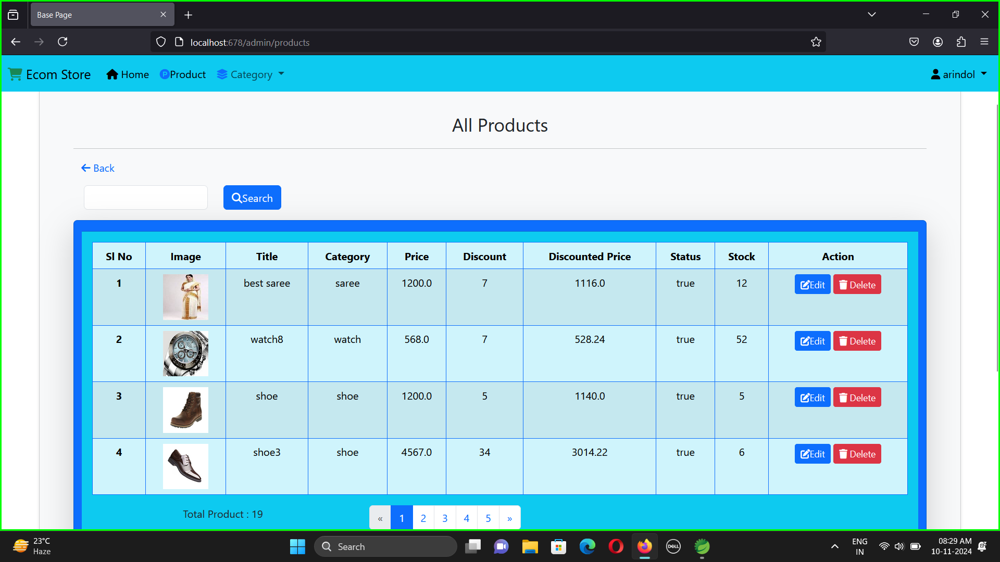 Base Page
localhost:678/admin/products
Ecom Store Home Product Category arindol
All Products
Back
Search
Sl No Image Title Category Price Discount Discounted Price Status Stock Action
1 best saree saree 1200.0 7 1116.0 true 12 Edit Delete
2 watch8 watch 568.0 7 528.24 true 52 Edit Delete
3 shoe shoe 1200.0 5 1140.0 true 5 Edit Delete
4 shoe3 shoe 4567.0 34 3014.22 true 6 Edit Delete
Total Product : 19 « 1 2 3 4 5 »
23°C
Haze
Search
DELL
ENG
IN
08:29 AM
10-11-2024